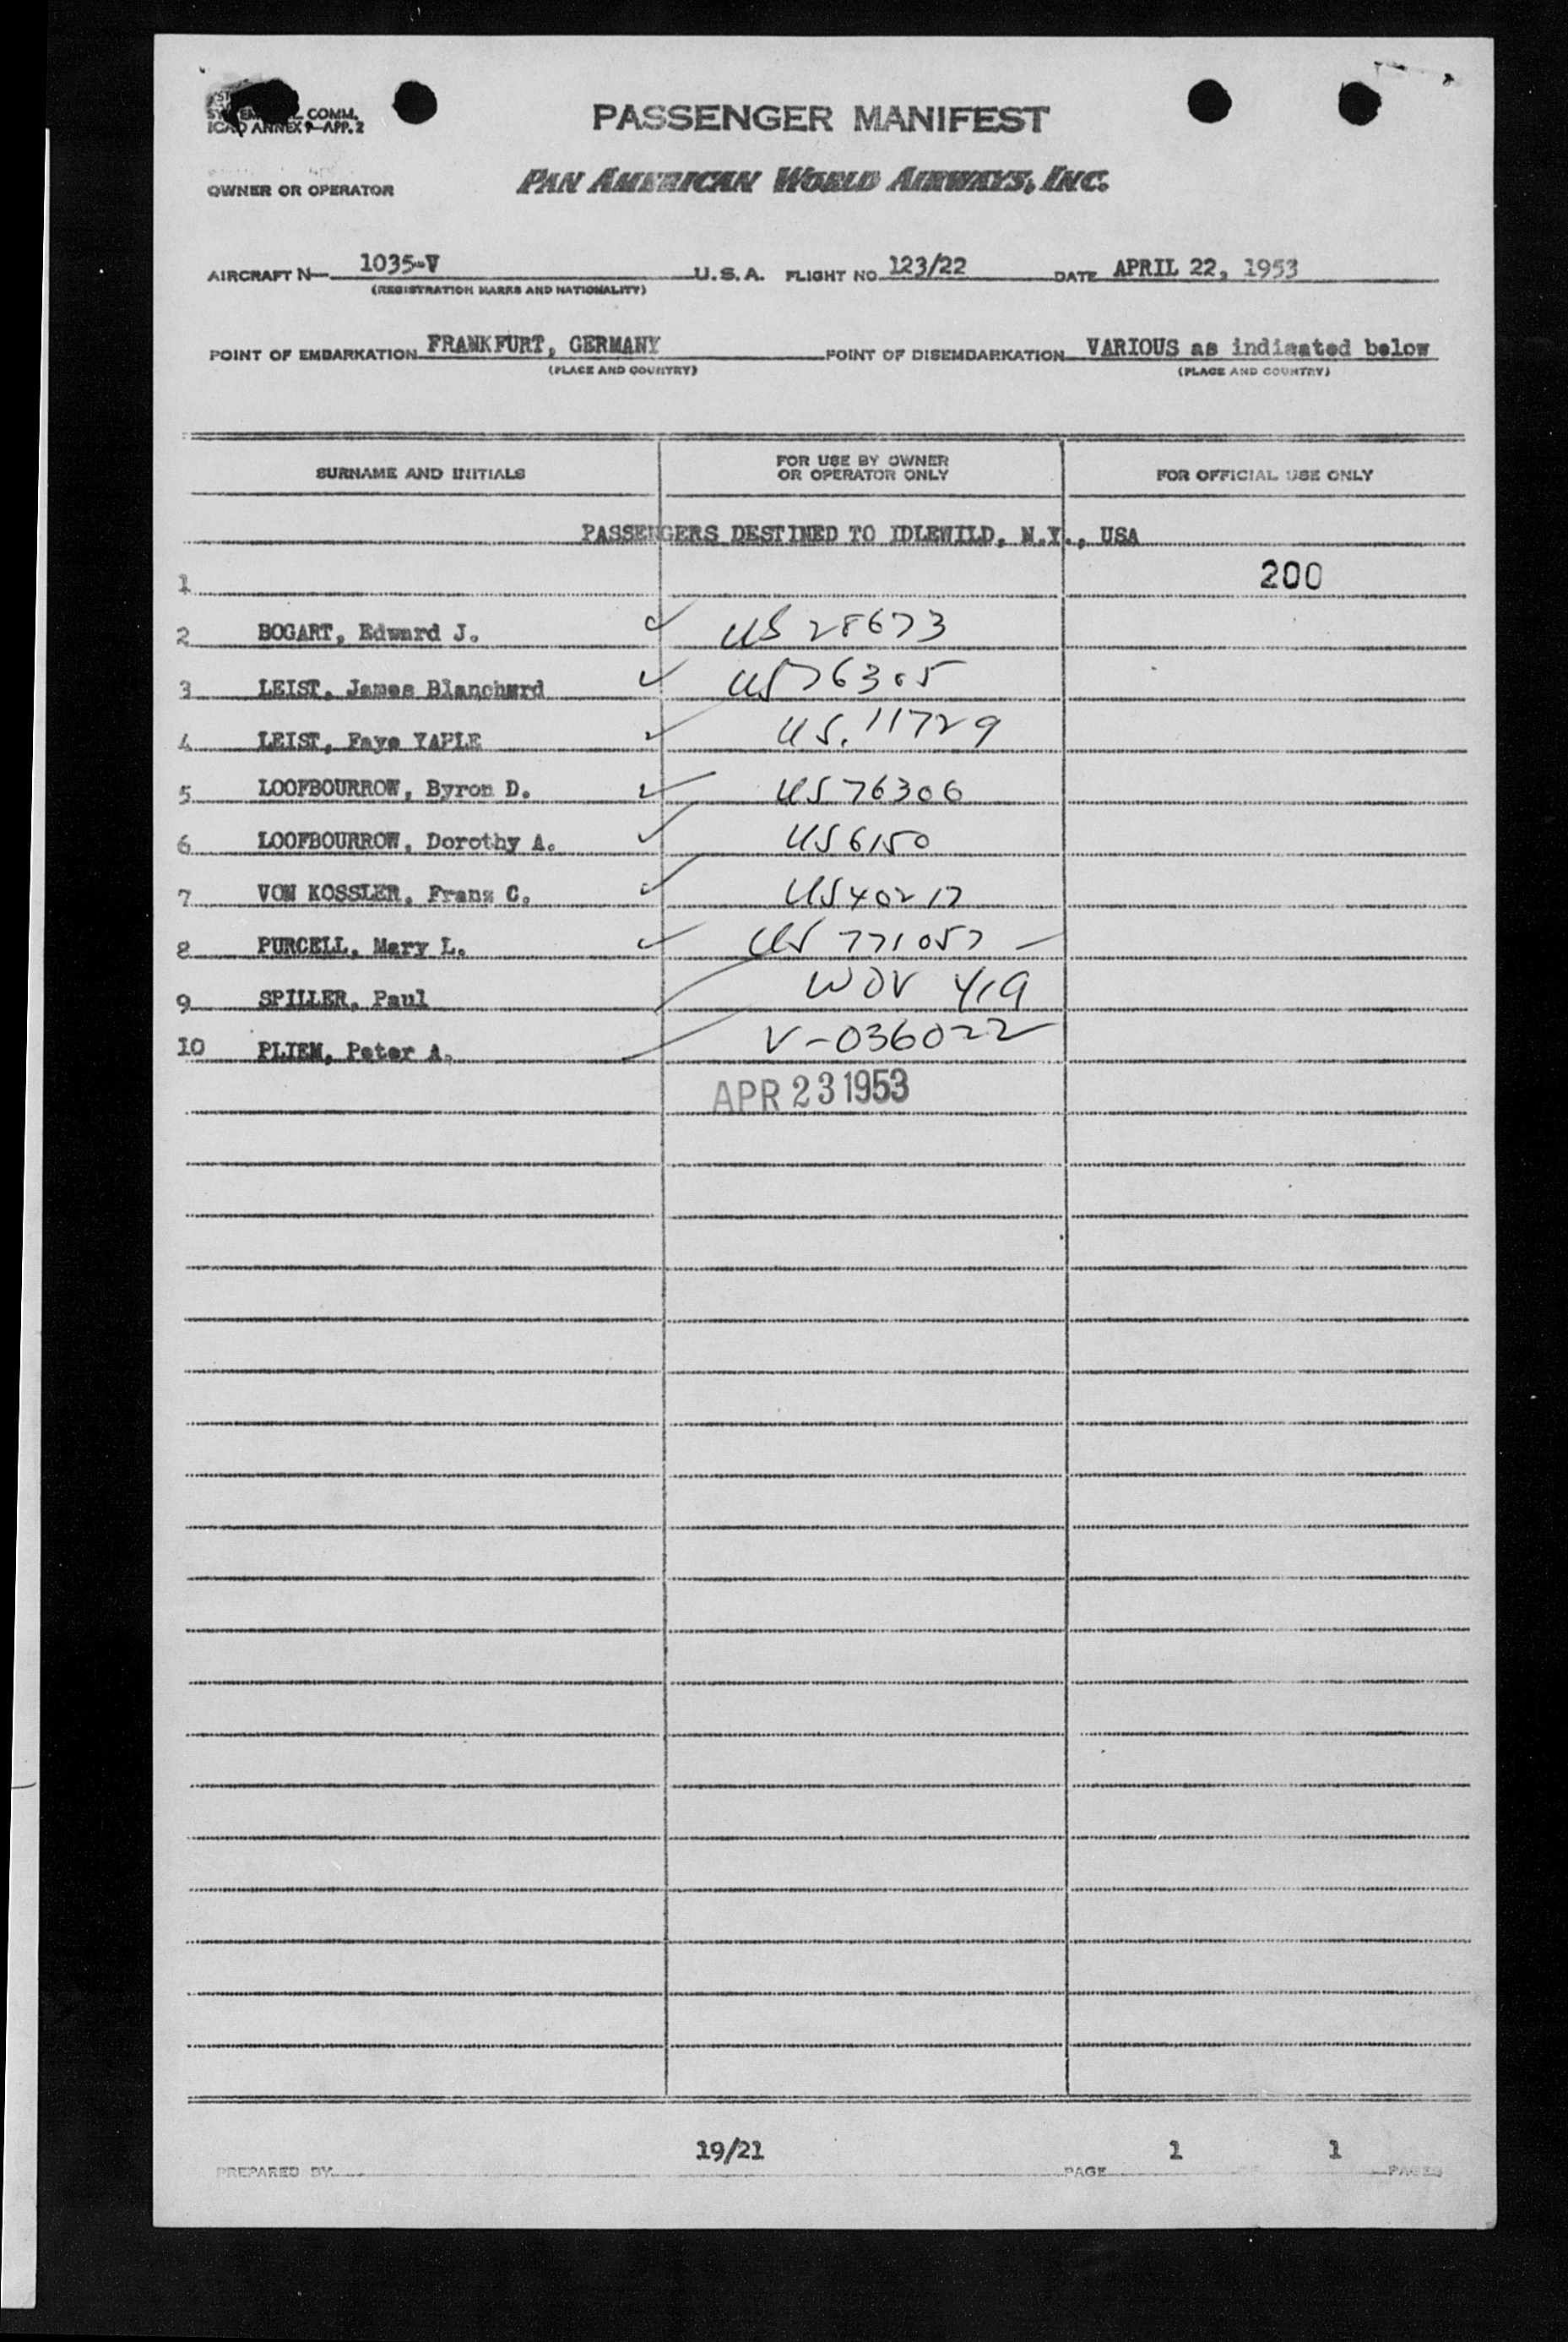 COMM.
ICAO ANNEX 9—APP. 2
PASSENGER MANIFEST
OWNER OR OPERATOR
PAN AMERICAN WORLD AIRWAYS, INC.
AIRCRAFT N— 1035-V U.S.A. FLIGHT NO. 123/22 DATE APRIL 22, 1953
(REGISTRATION MARKS AND NATIONALITY)
POINT OF EMBARKATION FRANKFURT, GERMANY POINT OF DISEMBARKATION VARIOUS as indicated below
(PLACE AND COUNTRY) (PLACE AND COUNTRY)
SURNAME AND INITIALS FOR USE BY OWNER OR OPERATOR ONLY FOR OFFICIAL USE ONLY
PASSENGERS DESTINED TO IDLEWILD, N.Y., USA
1 200
2 BOGART, Edward J. ✓ US 28673
3 LEIST, James Blanchard ✓ US 76305
4 LEIST, Faye YAPLE ✓ US. 11729
5 LOOFBOURROW, Byron D. ✓ US 76306
6 LOOFBOURROW, Dorothy A. ✓ US 6150
7 VON KOSSLER, Franz C. ✓ US 40217
8 PURCELL, Mary L. ✓ US 771057 —
9 SPILLER, Paul WDV 419
10 PLIEM, Peter A. V-036022
APR 23 1953
19/21 1 1
PREPARED BY PAGE OF PAGES